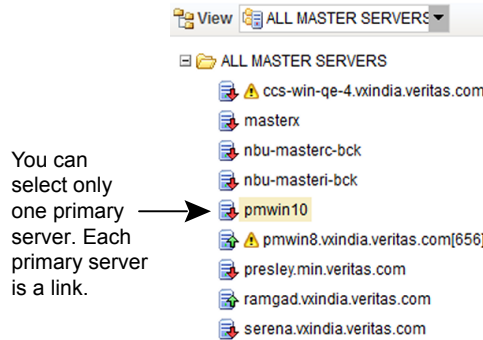 View ALL MASTER SERVERS
ALL MASTER SERVERS
ccs-win-qe-4.vxindia.veritas.com
masterx
nbu-masterc-bck
nbu-masteri-bck
pmwin10
pmwin8.vxindia.veritas.com[656]
presley.min.veritas.com
ramgad.vxindia.veritas.com
serena.vxindia.veritas.com
You can
select only
one primary
server. Each
primary server
is a link.